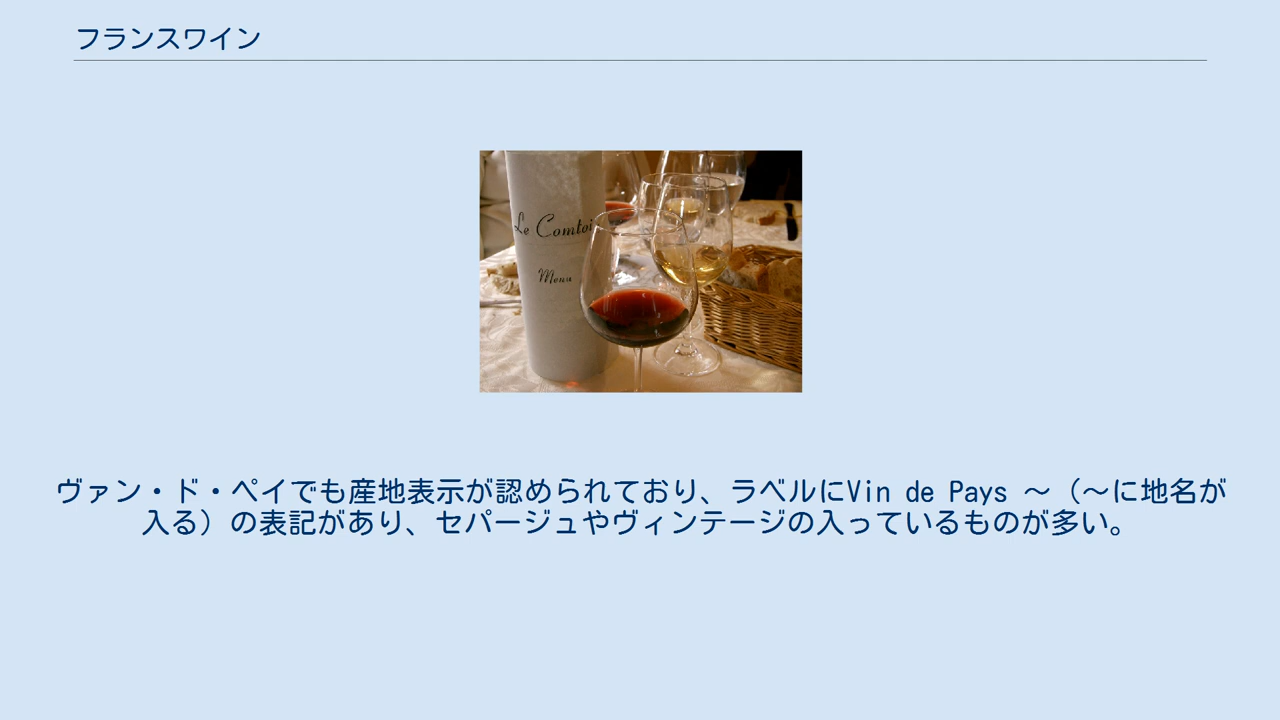 フランスワイン
Le Comtoi
Menu
ヴァン・ド・ペイでも産地表示が認められており、ラベルにVin de Pays ～（～に地名が
入る）の表記があり、セパージュやヴィンテージの入っているものが多い。